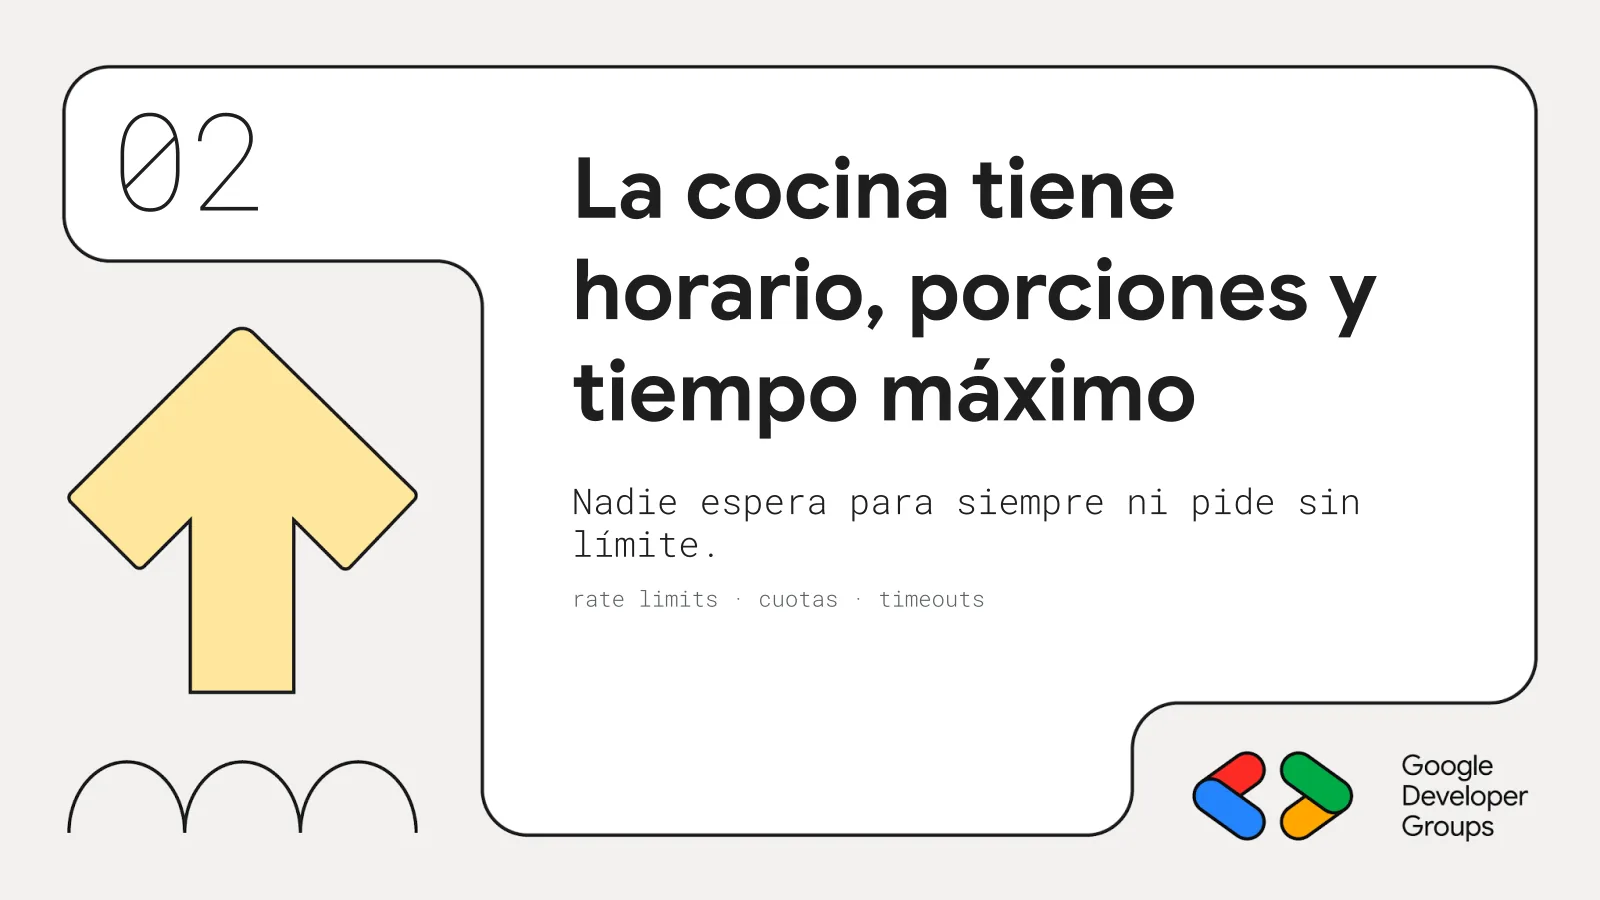 02
La cocina tiene
horario, porciones y
tiempo máximo
Nadie espera para siempre ni pide sin
límite.
rate limits · cuotas · timeouts
Google
Developer
Groups